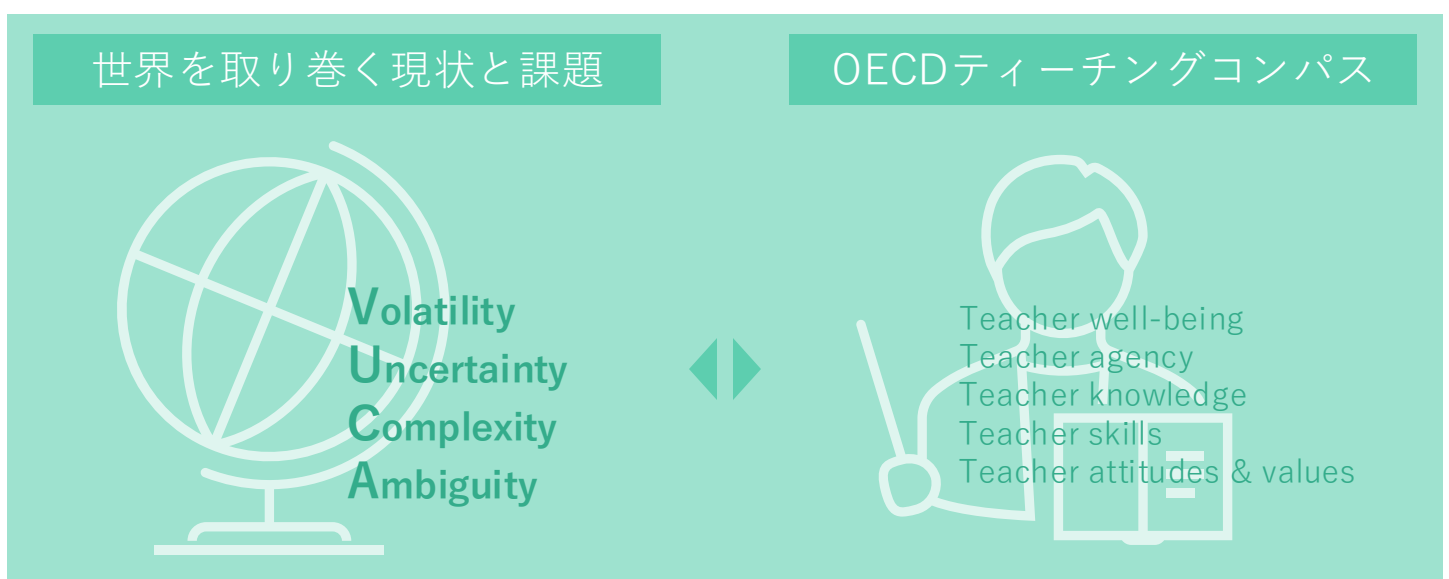 世界を取り巻く現状と課題
Volatility
Uncertainty
Complexity
Ambiguity
OECDティーチングコンパス
Teacher well-being
Teacher agency
Teacher knowledge
Teacher skills
Teacher attitudes & values